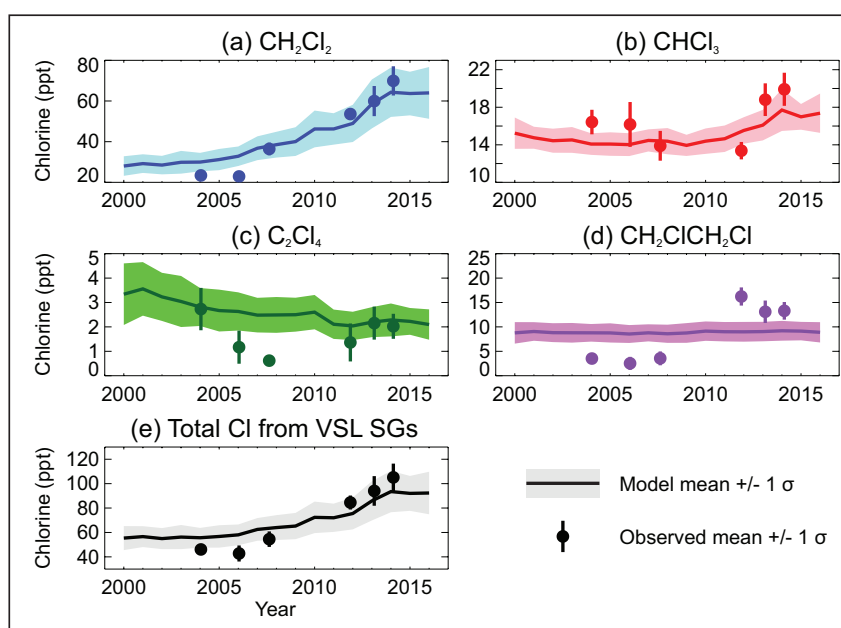 (a) CH₂Cl₂
Chlorine (ppt)
80
60
40
20
2000 2005 2010 2015
(b) CHCl₃
22
18
14
10
2000 2005 2010 2015
(c) C₂Cl₄
Chlorine (ppt)
5
4
3
2
1
0
2000 2005 2010 2015
(d) CH₂ClCH₂Cl
25
20
15
10
5
0
2000 2005 2010 2015
(e) Total Cl from VSL SGs
Chlorine (ppt)
120
100
80
60
40
2000 2005 2010 2015
Year
Model mean +/- 1 σ
Observed mean +/- 1 σ